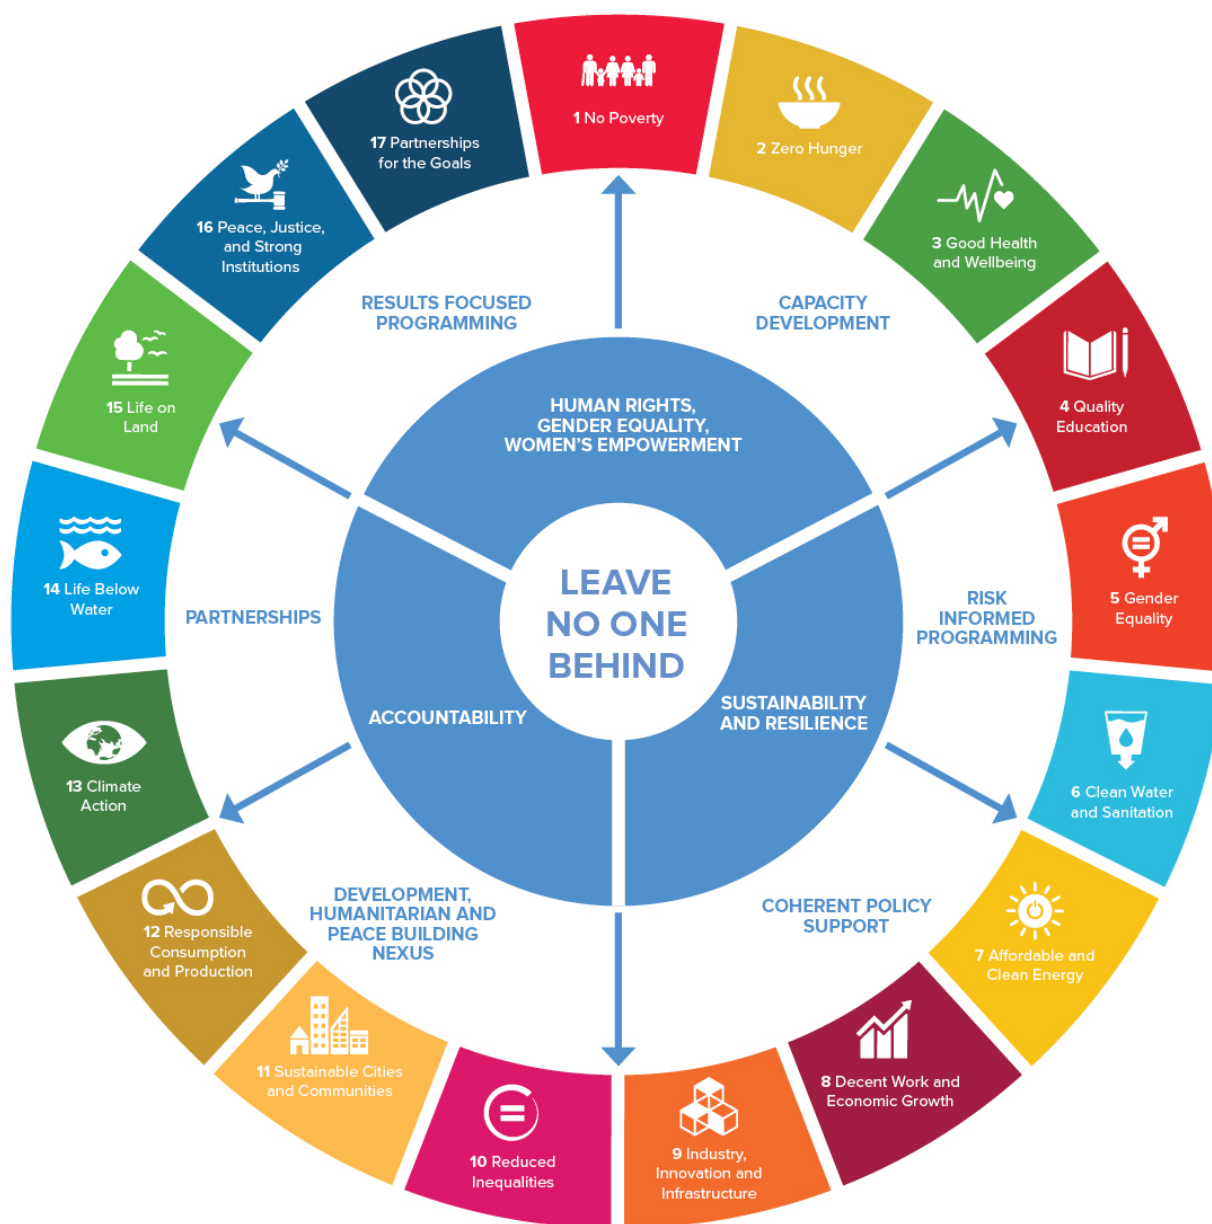 1 No Poverty
2 Zero Hunger
3 Good Health
and Wellbeing
4 Quality
Education
5 Gender
Equality
6 Clean Water
and Sanitation
7 Affordable and
Clean Energy
8 Decent Work and
Economic Growth
9 Industry,
Innovation and
Infrastructure
10 Reduced
Inequalities
11 Sustainable Cities
and Communities
12 Responsible
Consumption
and Production
13 Climate
Action
14 Life Below
Water
15 Life on
Land
16 Peace, Justice,
and Strong
Institutions
17 Partnerships
for the Goals
RESULTS FOCUSED
PROGRAMMING
CAPACITY
DEVELOPMENT
RISK
INFORMED
PROGRAMMING
COHERENT POLICY
SUPPORT
DEVELOPMENT,
HUMANITARIAN AND
PEACE BUILDING
NEXUS
PARTNERSHIPS
HUMAN RIGHTS,
GENDER EQUALITY,
WOMEN’S EMPOWERMENT
SUSTAINABILITY
AND RESILIENCE
ACCOUNTABILITY
LEAVE
NO ONE
BEHIND